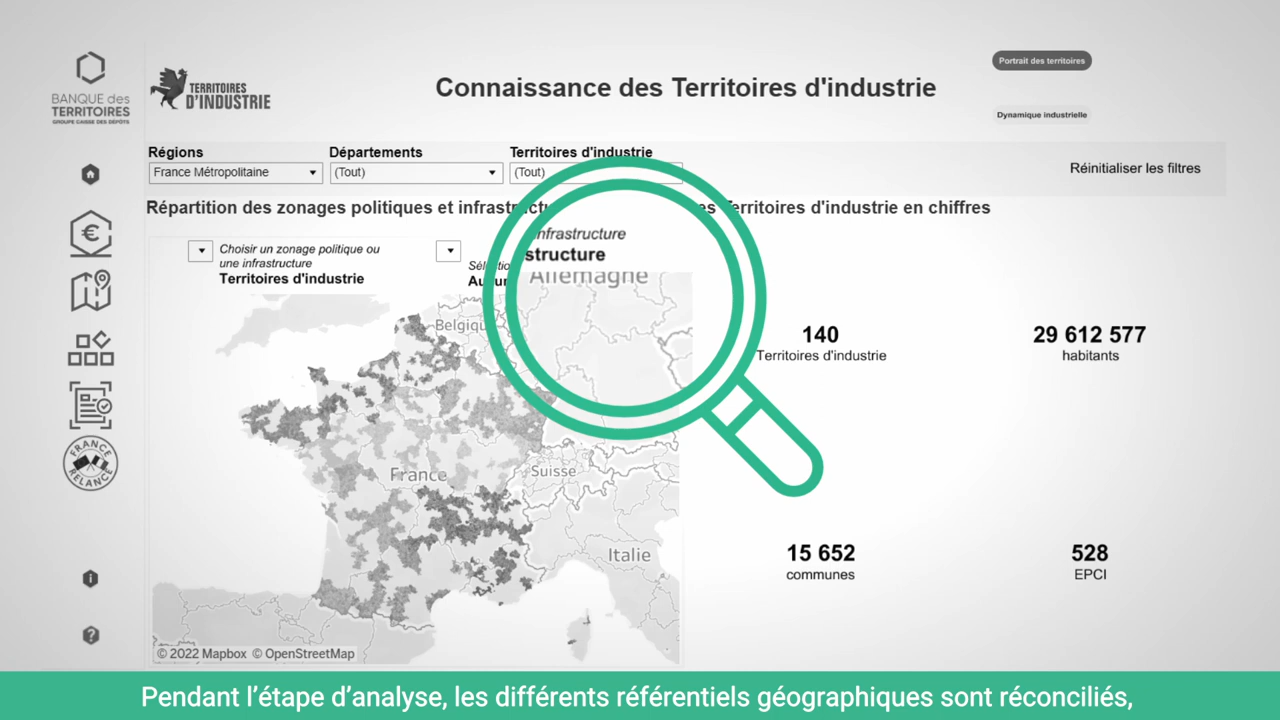 BANQUE des
TERRITOIRES
GROUPE CAISSE DES DÉPÔTS
TERRITOIRES
D'INDUSTRIE
Connaissance des Territoires d'industrie
Portrait des territoires
Dynamique industrielle
Régions
Départements
Territoires d'industrie
France Métropolitaine
(Tout)
(Tout)
Réinitialiser les filtres
Répartition des zonages politiques et infrastructu
es Territoires d'industrie en chiffres
Choisir un zonage politique ou
une infrastructure
Territoires d'industrie
Sélectio
Aucun
infrastructure
structure
Allemagne
Belgique
France
Suisse
Italie
140
Territoires d'industrie
29 612 577
habitants
15 652
communes
528
EPCI
FRANCE
RELANCE
© 2022 Mapbox © OpenStreetMap
Pendant l'étape d'analyse, les différents référentiels géographiques sont réconciliés,